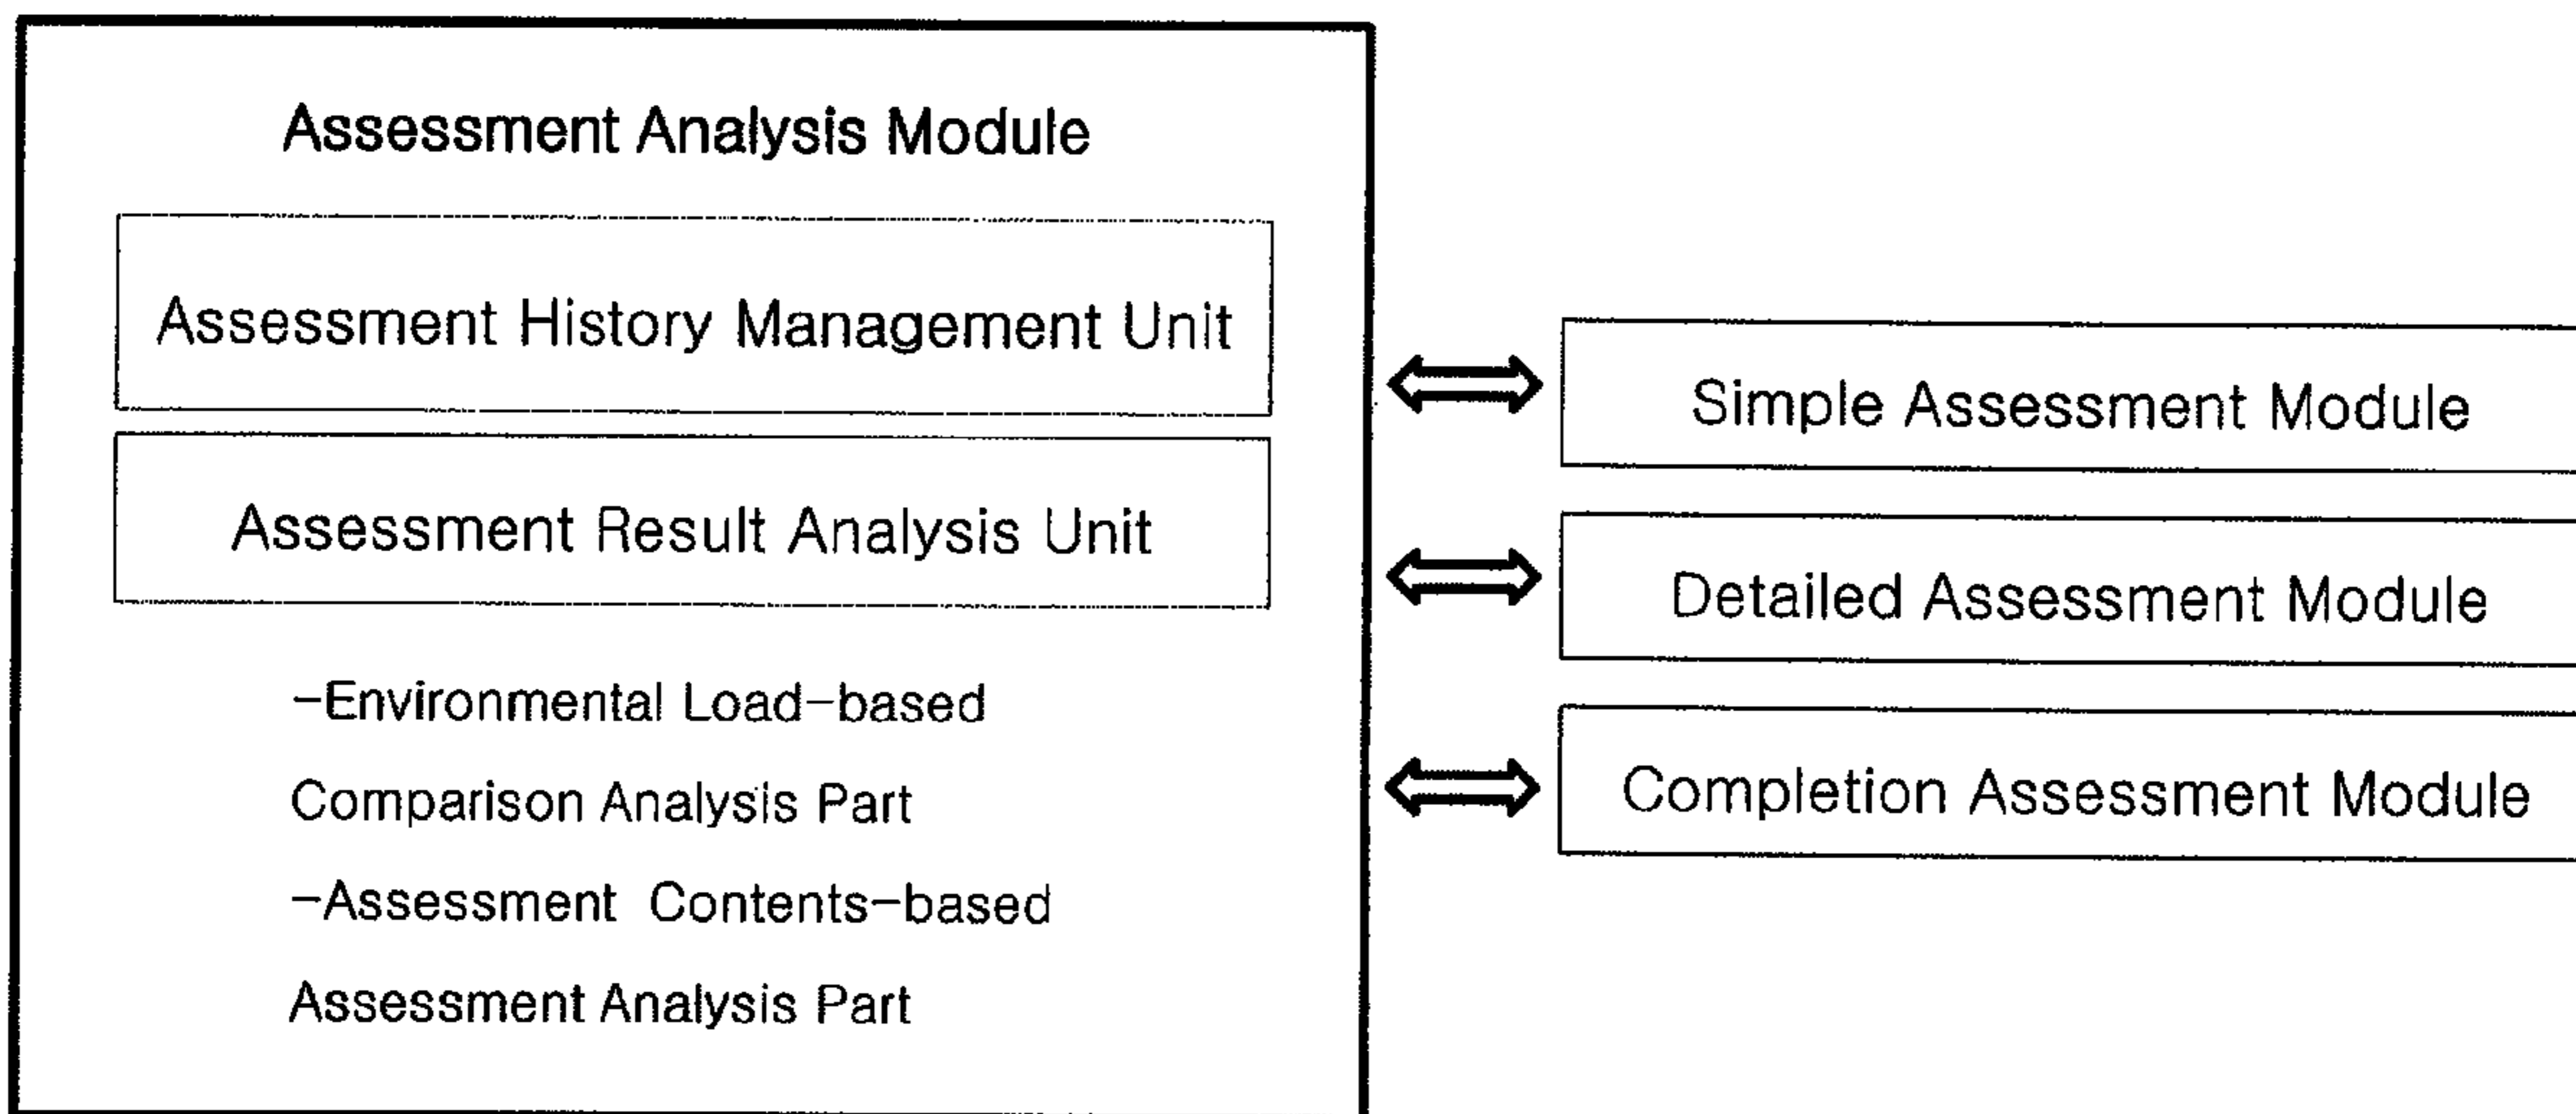 Assessment Analysis Module
Assessment History Management Unit
Assessment Result Analysis Unit
-Environmental Load-based
Comparison Analysis Part
-Assessment Contents-based
Assessment Analysis Part
Simple Assessment Module
Detailed Assessment Module
Completion Assessment Module